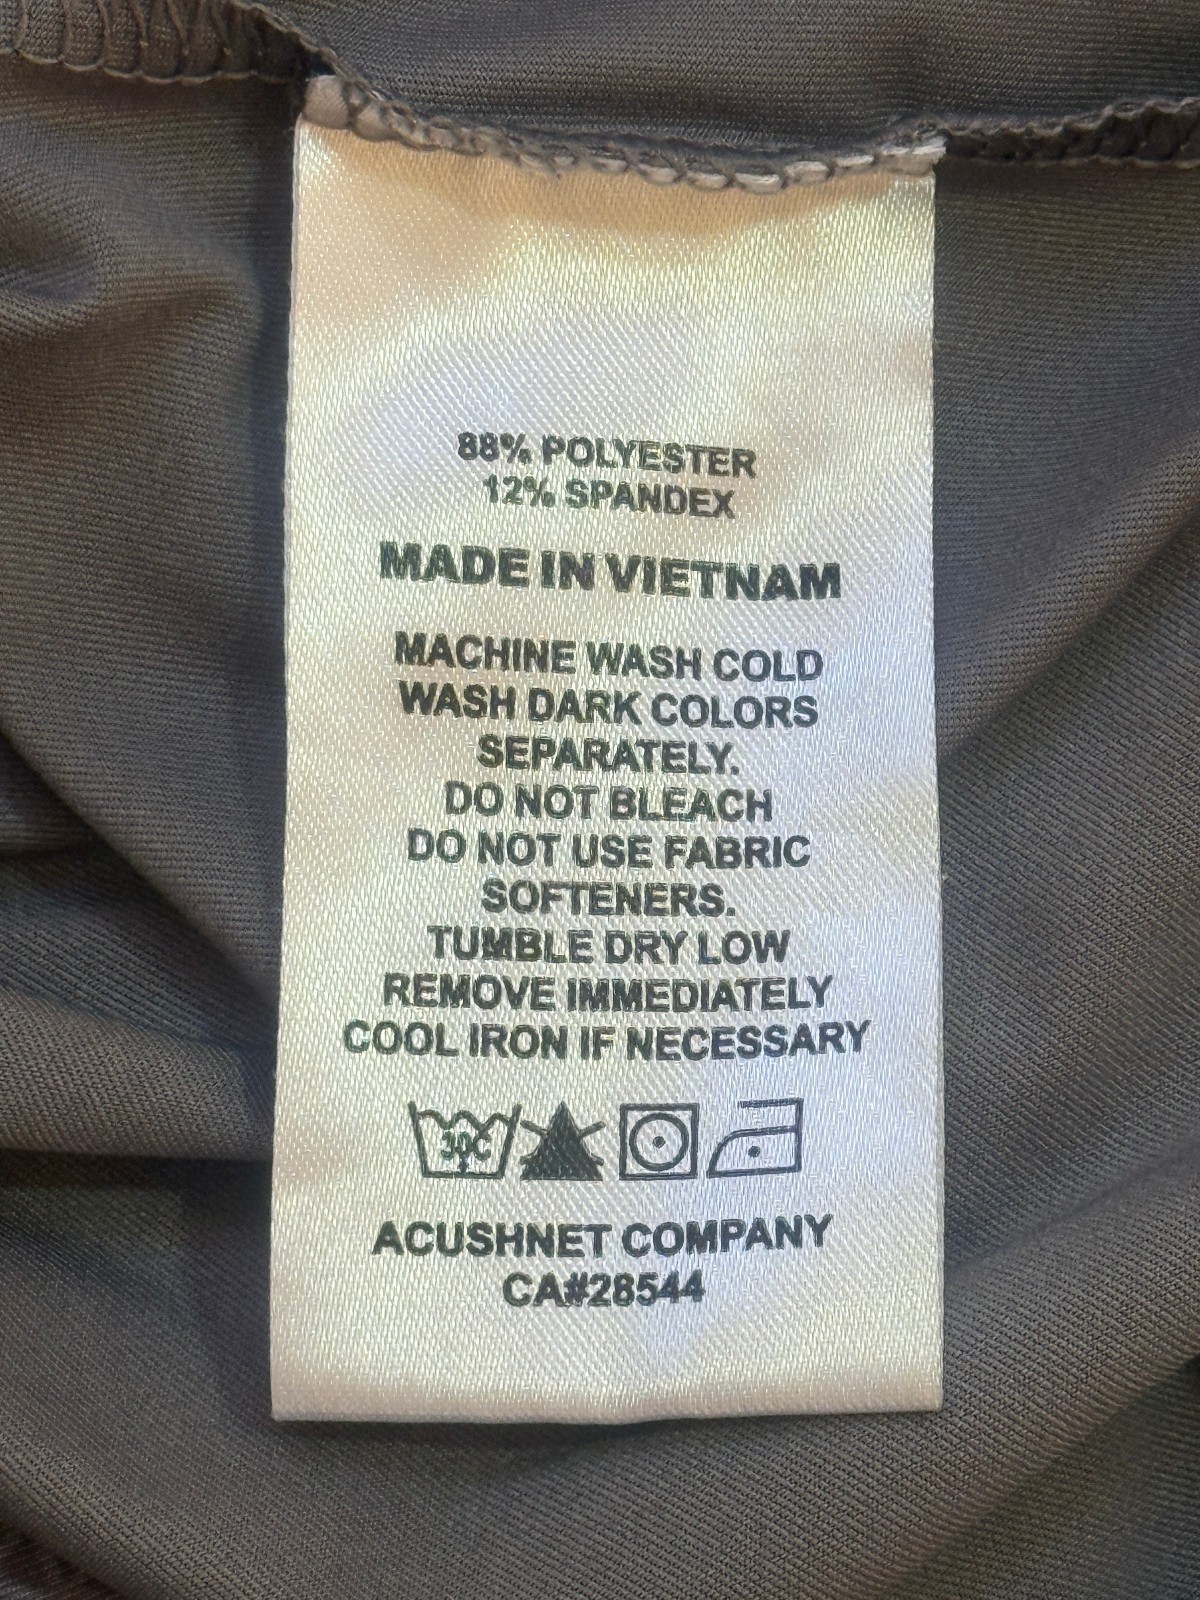 88% POLYESTER
12% SPANDEX
MADE IN VIETNAM
MACHINE WASH COLD
WASH DARK COLORS
SEPARATELY.
DO NOT BLEACH
DO NOT USE FABRIC
SOFTENERS.
TUMBLE DRY LOW
REMOVE IMMEDIATELY
COOL IRON IF NECESSARY
30C
ACUSHNET COMPANY
CA#28544